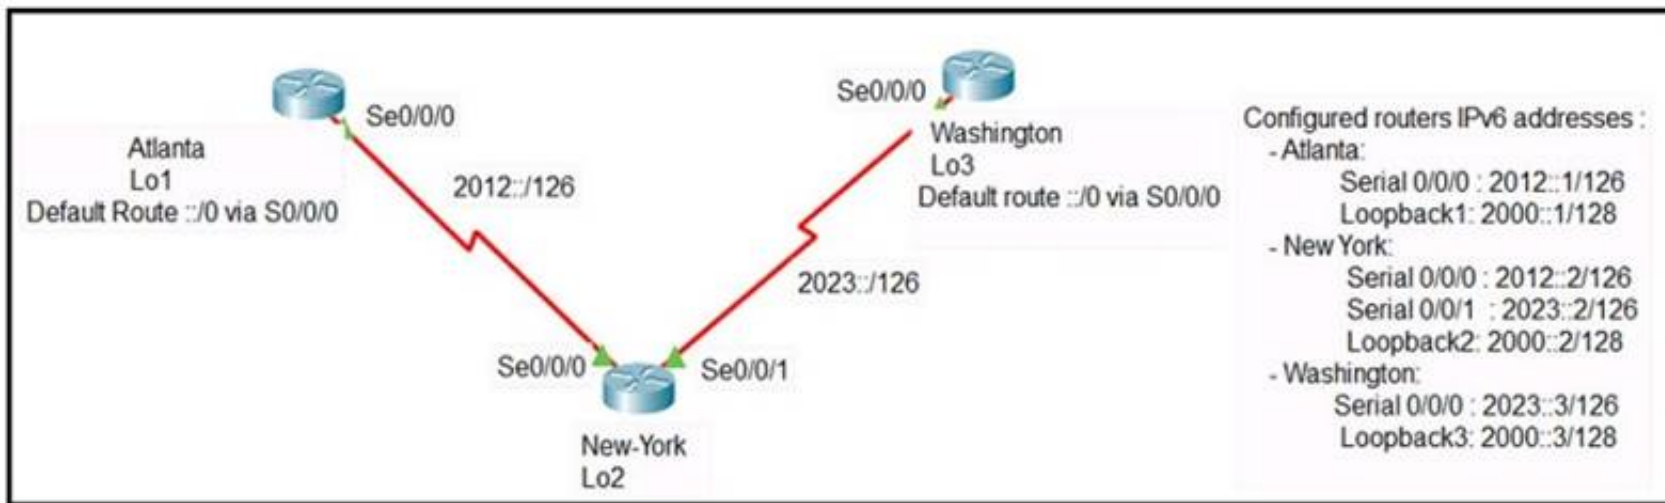 Se0/0/0
Atlanta
Lo1
Default Route ::/0 via S0/0/0
2012::/126
Se0/0/0
Washington
Lo3
Default route ::/0 via S0/0/0
2023::/126
Se0/0/0
Se0/0/1
New-York
Lo2
Configured routers IPv6 addresses :
- Atlanta:
Serial 0/0/0 : 2012::1/126
Loopback1: 2000::1/128
- New York:
Serial 0/0/0 : 2012::2/126
Serial 0/0/1 : 2023::2/126
Loopback2: 2000::2/128
- Washington:
Serial 0/0/0 : 2023::3/126
Loopback3: 2000::3/128